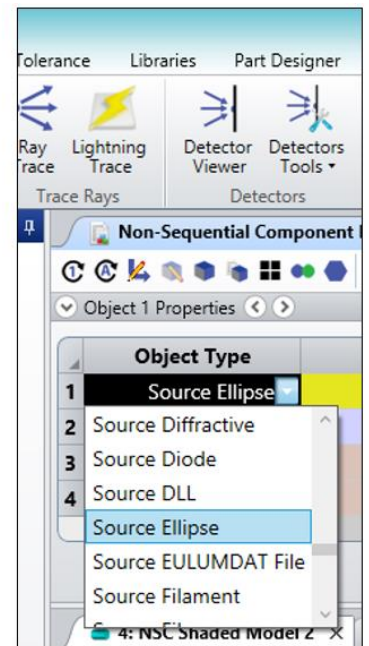 Tolerance Libraries Part Designer
Ray Lightning Detector Detectors
Trace Trace Viewer Tools
Trace Rays Detectors
Non-Sequential Component
Object 1 Properties
Object Type
1 Source Ellipse
2 Source Diffractive
3 Source Diode
4 Source DLL
Source Ellipse
Source EULUMDAT File
Source Filament
4: NSC Shaded Model 2